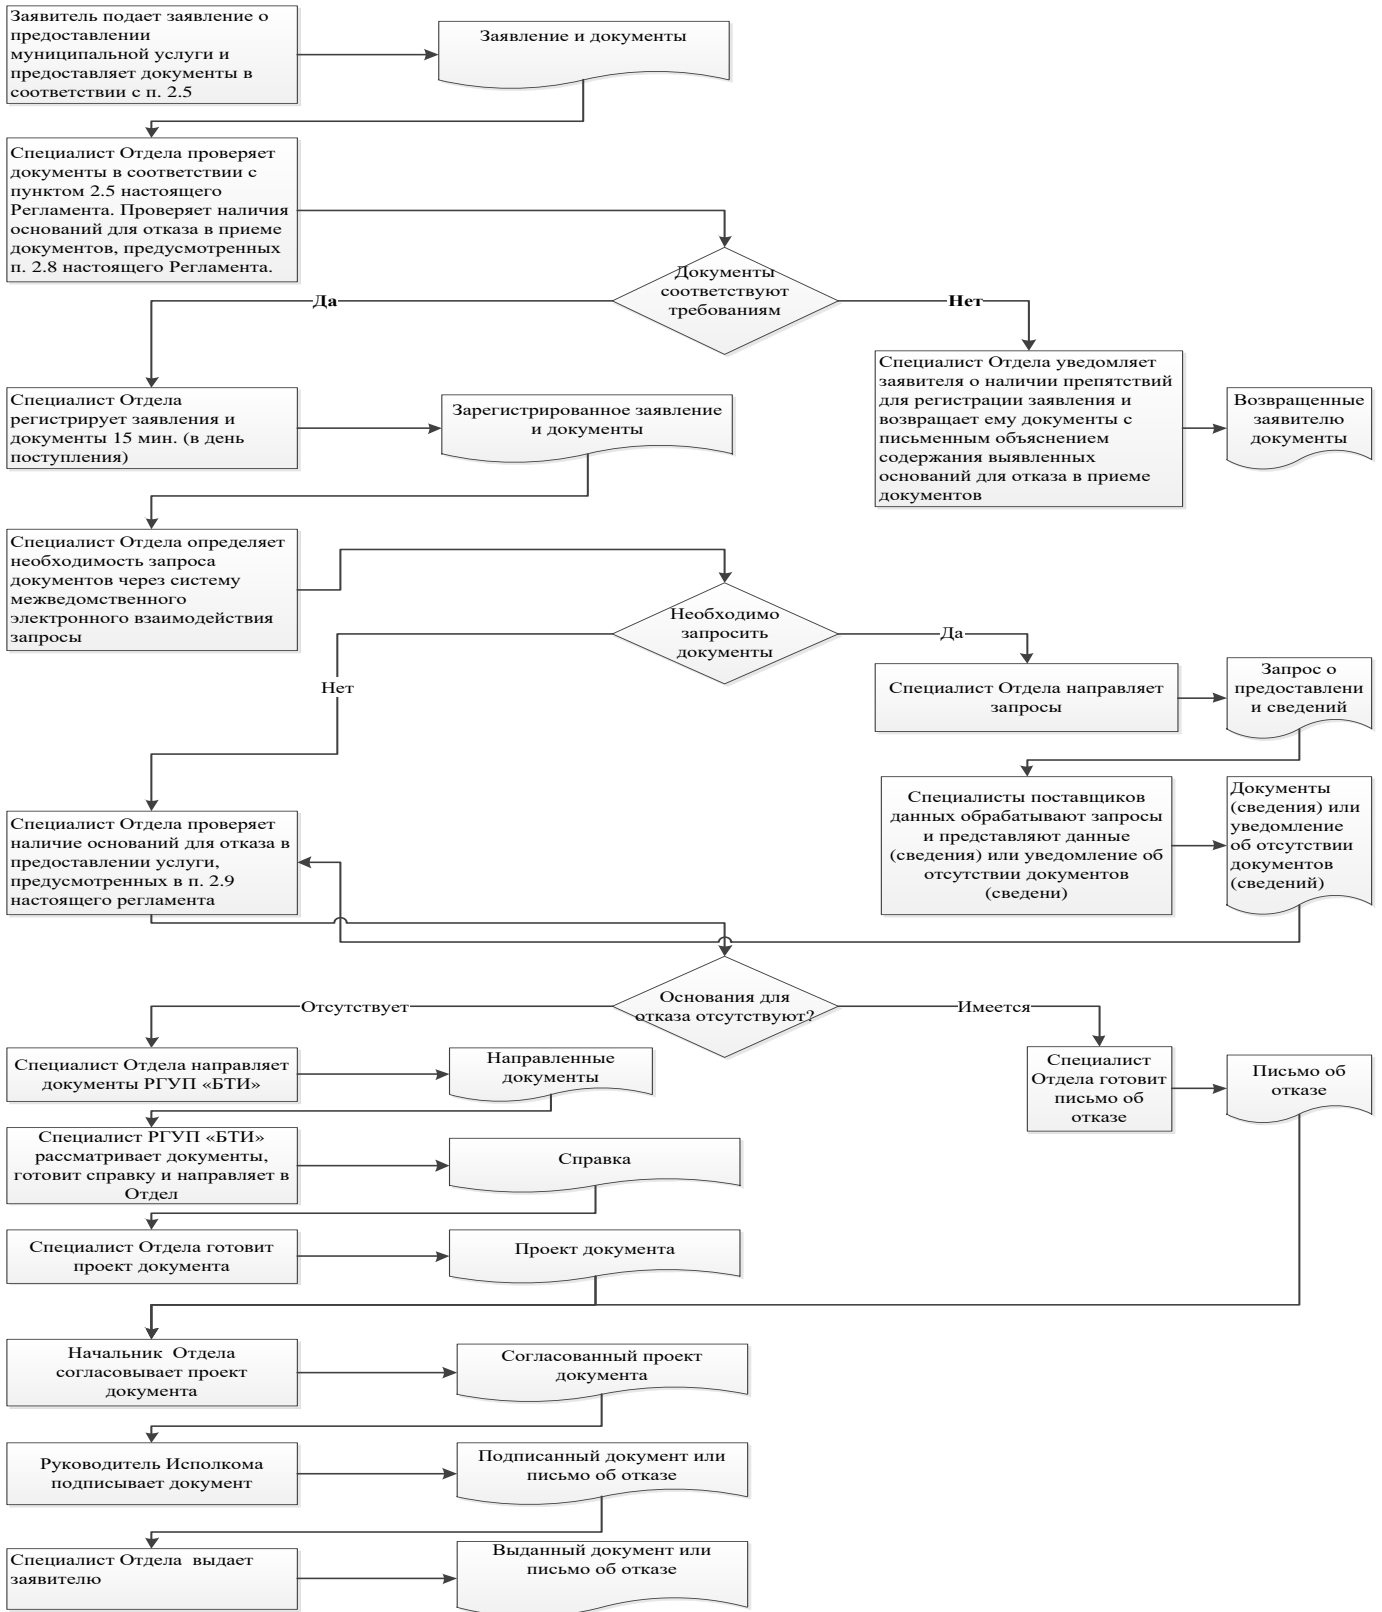 Заявитель подает заявление о
предоставлении
муниципальной услуги и
предоставляет документы в
соответствии с п. 2.5
Заявление и документы
Специалист Отдела проверяет
документы в соответствии с
пунктом 2.5 настоящего
Регламента. Проверяет наличия
оснований для отказа в приеме
документов, предусмотренных
п. 2.8 настоящего Регламента.
Документы
соответствуют
требованиям
Да
Нет
Специалист Отдела
регистрирует заявления и
документы 15 мин. (в день
поступления)
Зарегистрированное заявление
и документы
Специалист Отдела уведомляет
заявителя о наличии препятствий
для регистрации заявления и
возвращает ему документы с
письменным объяснением
содержания выявленных
оснований для отказа в приеме
документов
Возвращенные
заявителю
документы
Специалист Отдела определяет
необходимость запроса
документов через систему
межведомственного
электронного взаимодействия
запросы
Необходимо
запросить
документы
Да
Нет
Специалист Отдела направляет
запросы
Запрос о
предоставлени
и сведений
Специалисты поставщиков
данных обрабатывают запросы
и представляют данные
(сведения) или уведомление об
отсутствии документов
(сведени)
Документы
(сведения) или
уведомление
об отсутствии
документов
(сведений)
Специалист Отдела проверяет
наличие оснований для отказа в
предоставлении услуги,
предусмотренных в п. 2.9
настоящего регламента
Основания для
отказа отсутствуют?
Отсутствует
Имеется
Специалист Отдела направляет
документы РГУП «БТИ»
Направленные
документы
Специалист
Отдела готовит
письмо об
отказе
Письмо об
отказе
Специалист РГУП «БТИ»
рассматривает документы,
готовит справку и направляет в
Отдел
Справка
Специалист Отдела готовит
проект документа
Проект документа
Начальник  Отдела
согласовывает проект
документа
Согласованный проект
документа
Руководитель Исполкома
подписывает документ
Подписанный документ или
письмо об отказе
Специалист Отдела  выдает
заявителю
Выданный документ или
письмо об отказе